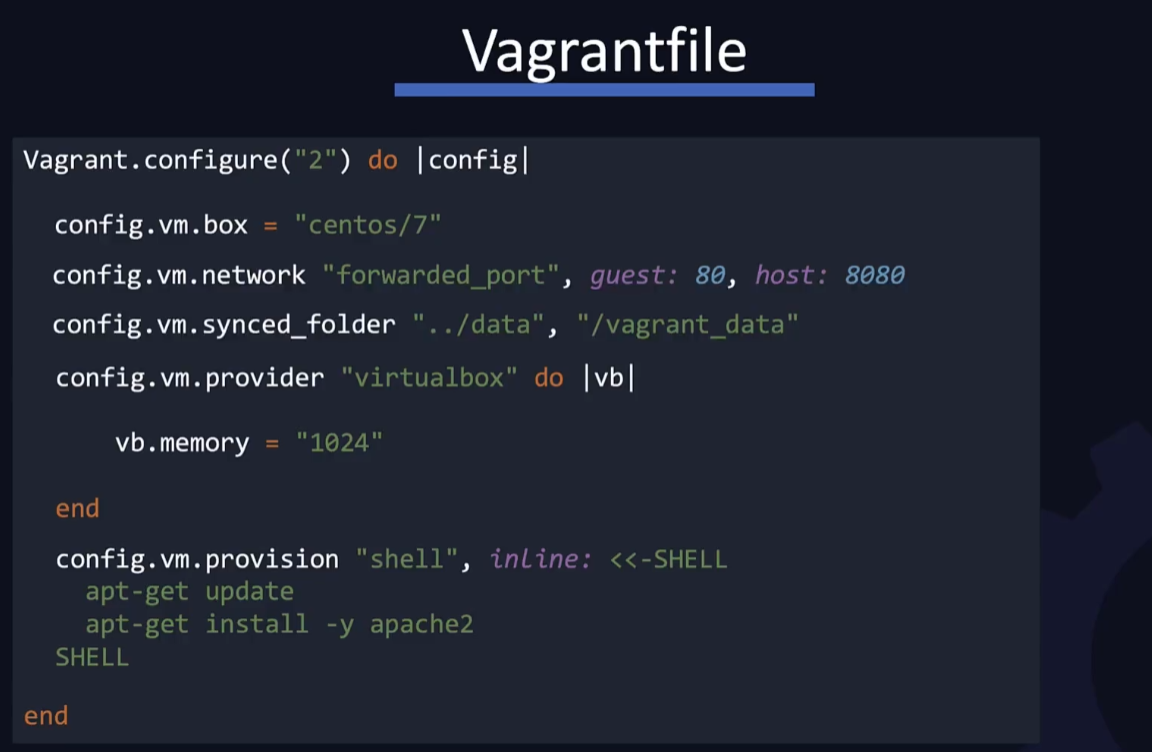 Vagrantfile
Vagrant.configure("2") do |config|
config.vm.box = "centos/7"
config.vm.network "forwarded_port", guest: 80, host: 8080
config.vm.synced_folder "../data", "/vagrant_data"
config.vm.provider "virtualbox" do |vb|
vb.memory = "1024"
end
config.vm.provision "shell", inline: <<-SHELL
apt-get update
apt-get install -y apache2
SHELL
end